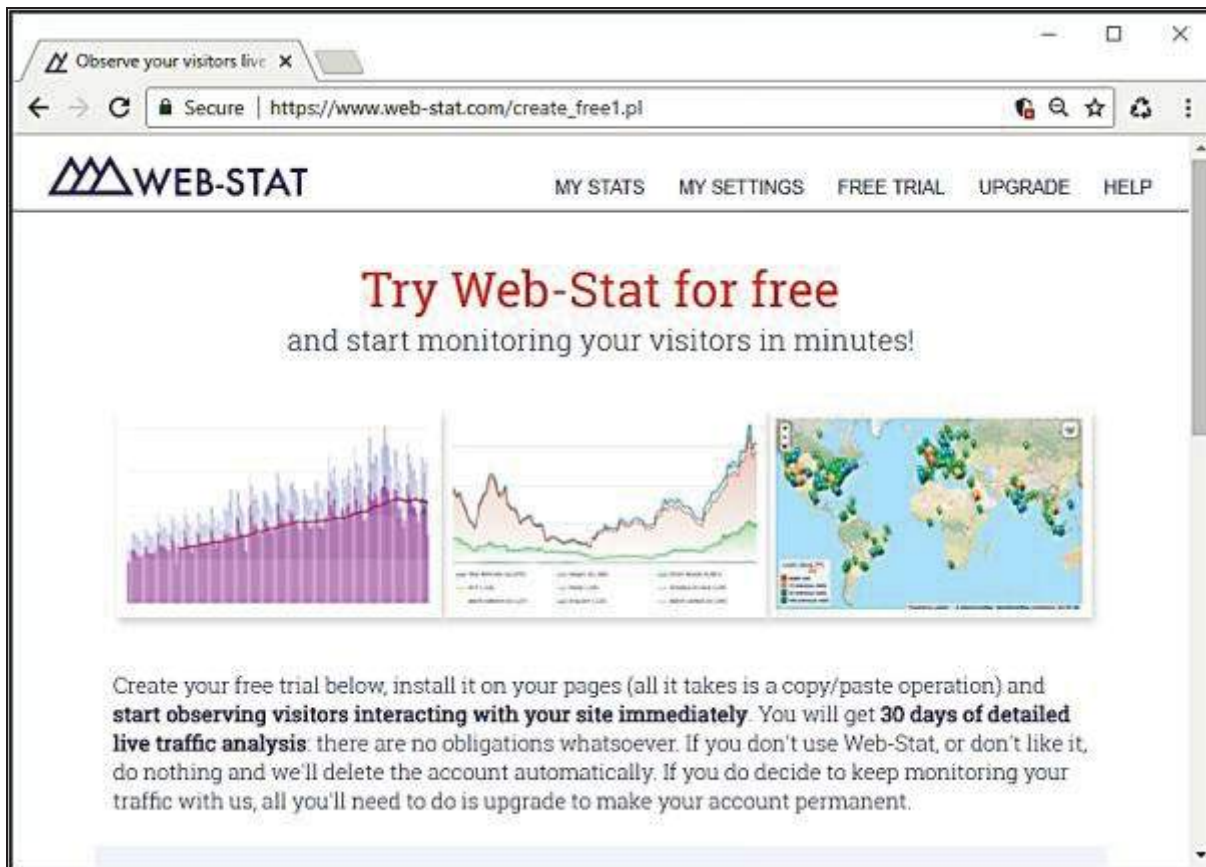 Observe your visitors live
Secure | https://www.web-stat.com/create_free1.pl
WEB-STAT
MY STATS MY SETTINGS FREE TRIAL UPGRADE HELP
Try Web-Stat for free
and start monitoring your visitors in minutes!
Create your free trial below, install it on your pages (all it takes is a copy/paste operation) and
start observing visitors interacting with your site immediately. You will get 30 days of detailed
live traffic analysis: there are no obligations whatsoever. If you don't use Web-Stat, or don't like it,
do nothing and we'll delete the account automatically. If you do decide to keep monitoring your
traffic with us, all you'll need to do is upgrade to make your account permanent.